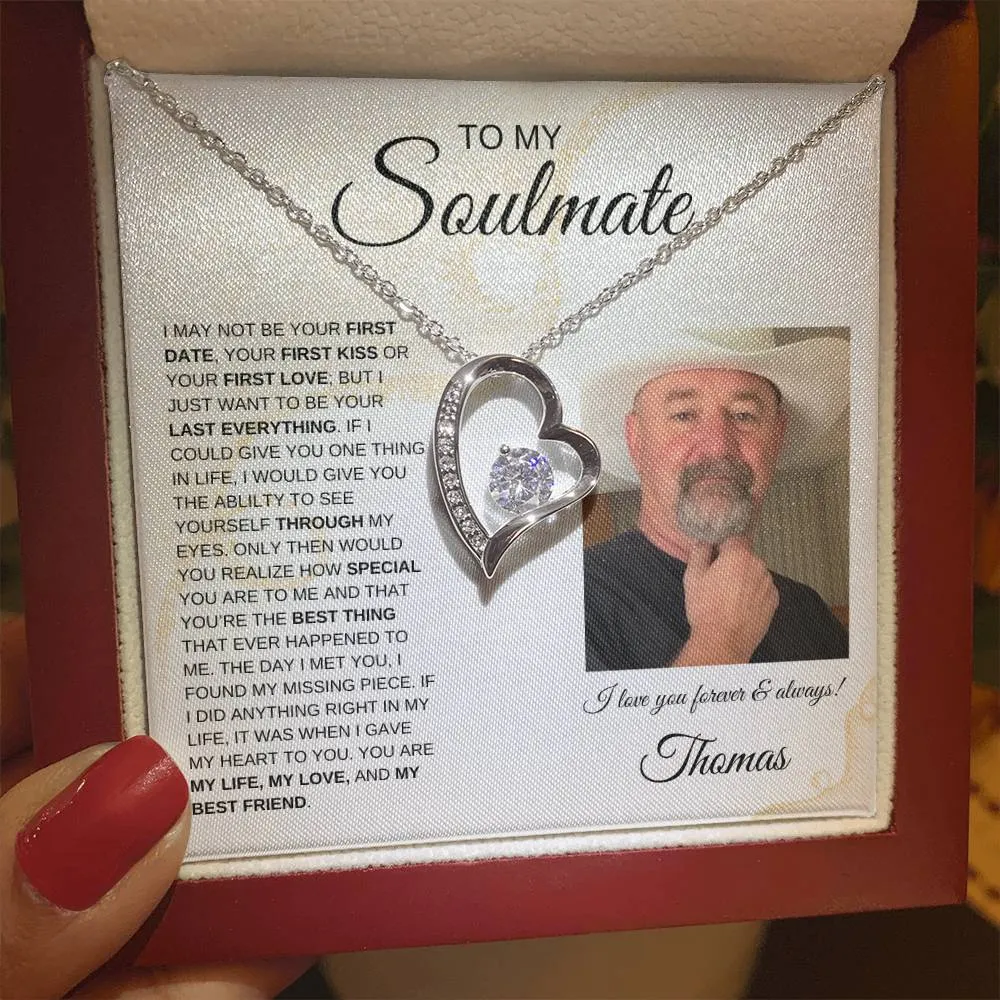 TO MY
Soulmate
I MAY NOT BE YOUR FIRST
DATE, YOUR FIRST KISS OR
YOUR FIRST LOVE; BUT I
JUST WANT TO BE YOUR
LAST EVERYTHING. IF I
COULD GIVE YOU ONE THING
IN LIFE, I WOULD GIVE YOU
THE ABLILTY TO SEE
YOURSELF THROUGH MY
EYES. ONLY THEN WOULD
YOU REALIZE HOW SPECIAL
YOU ARE TO ME AND THAT
YOU'RE THE BEST THING
THAT EVER HAPPENED TO
ME. THE DAY I MET YOU, I
FOUND MY MISSING PIECE. IF
I DID ANYTHING RIGHT IN MY
LIFE, IT WAS WHEN I GAVE
MY HEART TO YOU. YOU ARE
MY LIFE, MY LOVE, AND MY
BEST FRIEND.
I love you forever & always!
Thomas